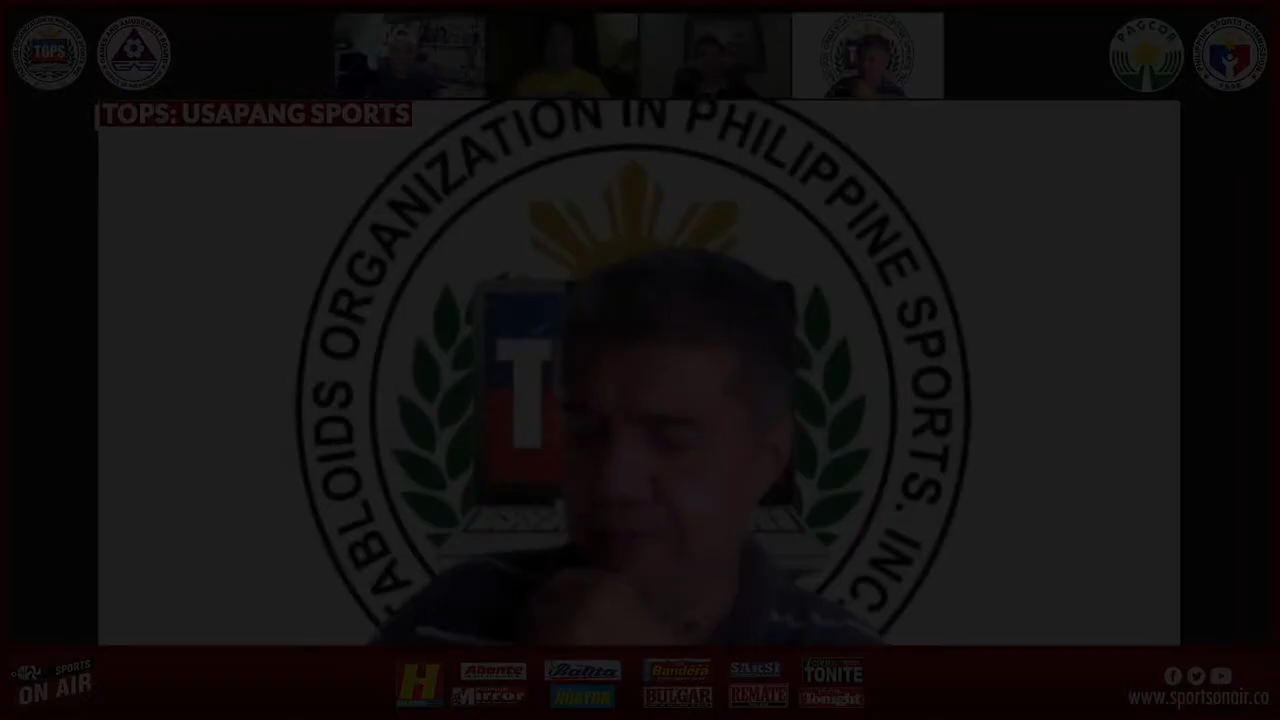 TOPS
PAGCOR
TOPS: USAPANG SPORTS
TABLOIDS ORGANIZATION IN PHILIPPINE SPORTS, INC.
T
SPORTS
ON AIR
H
Abante
Balita
Bandera
SARSI
TONITE
Mirror
BULGAR
REMATE
Tonight
www.sportsonair.co